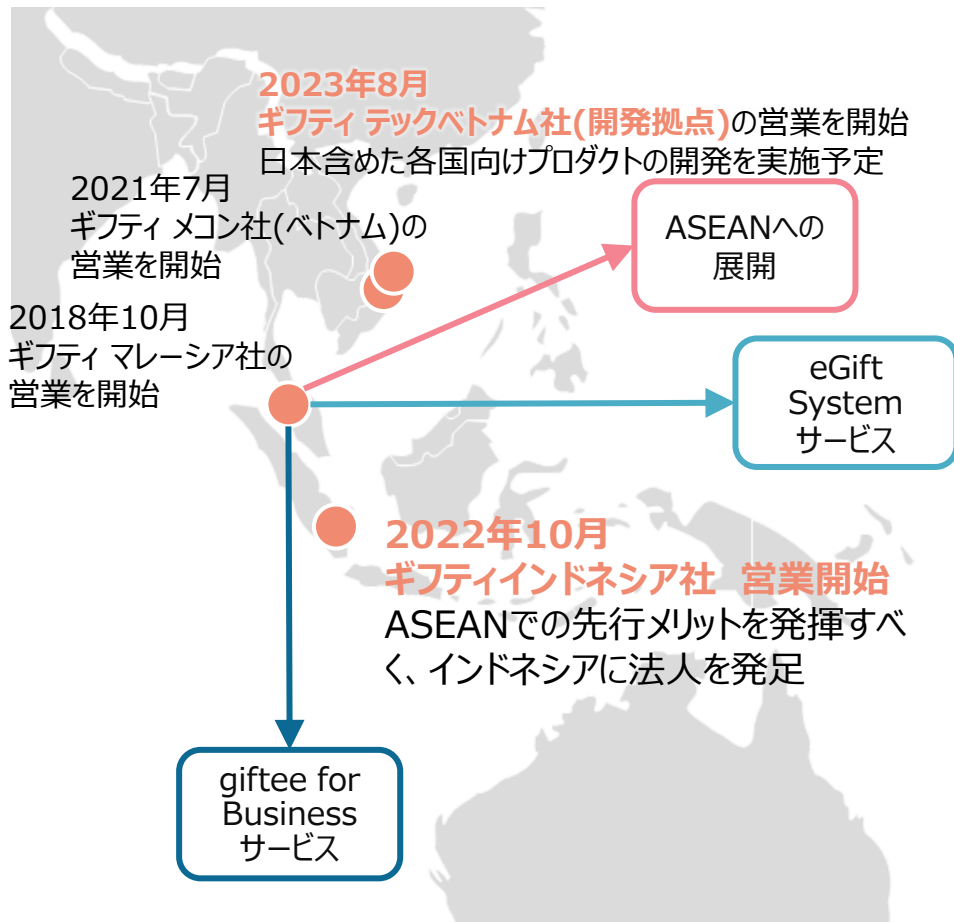 2023年8月
ギフティ テックベトナム社(開発拠点)の営業を開始
日本含めた各国向けプロダクトの開発を実施予定
2021年7月
ギフティ メコン社(ベトナム)の
営業を開始
ASEANへの
展開
2018年10月
ギフティ マレーシア社の
営業を開始
eGift
System
サービス
2022年10月
ギフティインドネシア社　営業開始
ASEANでの先行メリットを発揮すべ
く、インドネシアに法人を発足
giftee for
Business
サービス